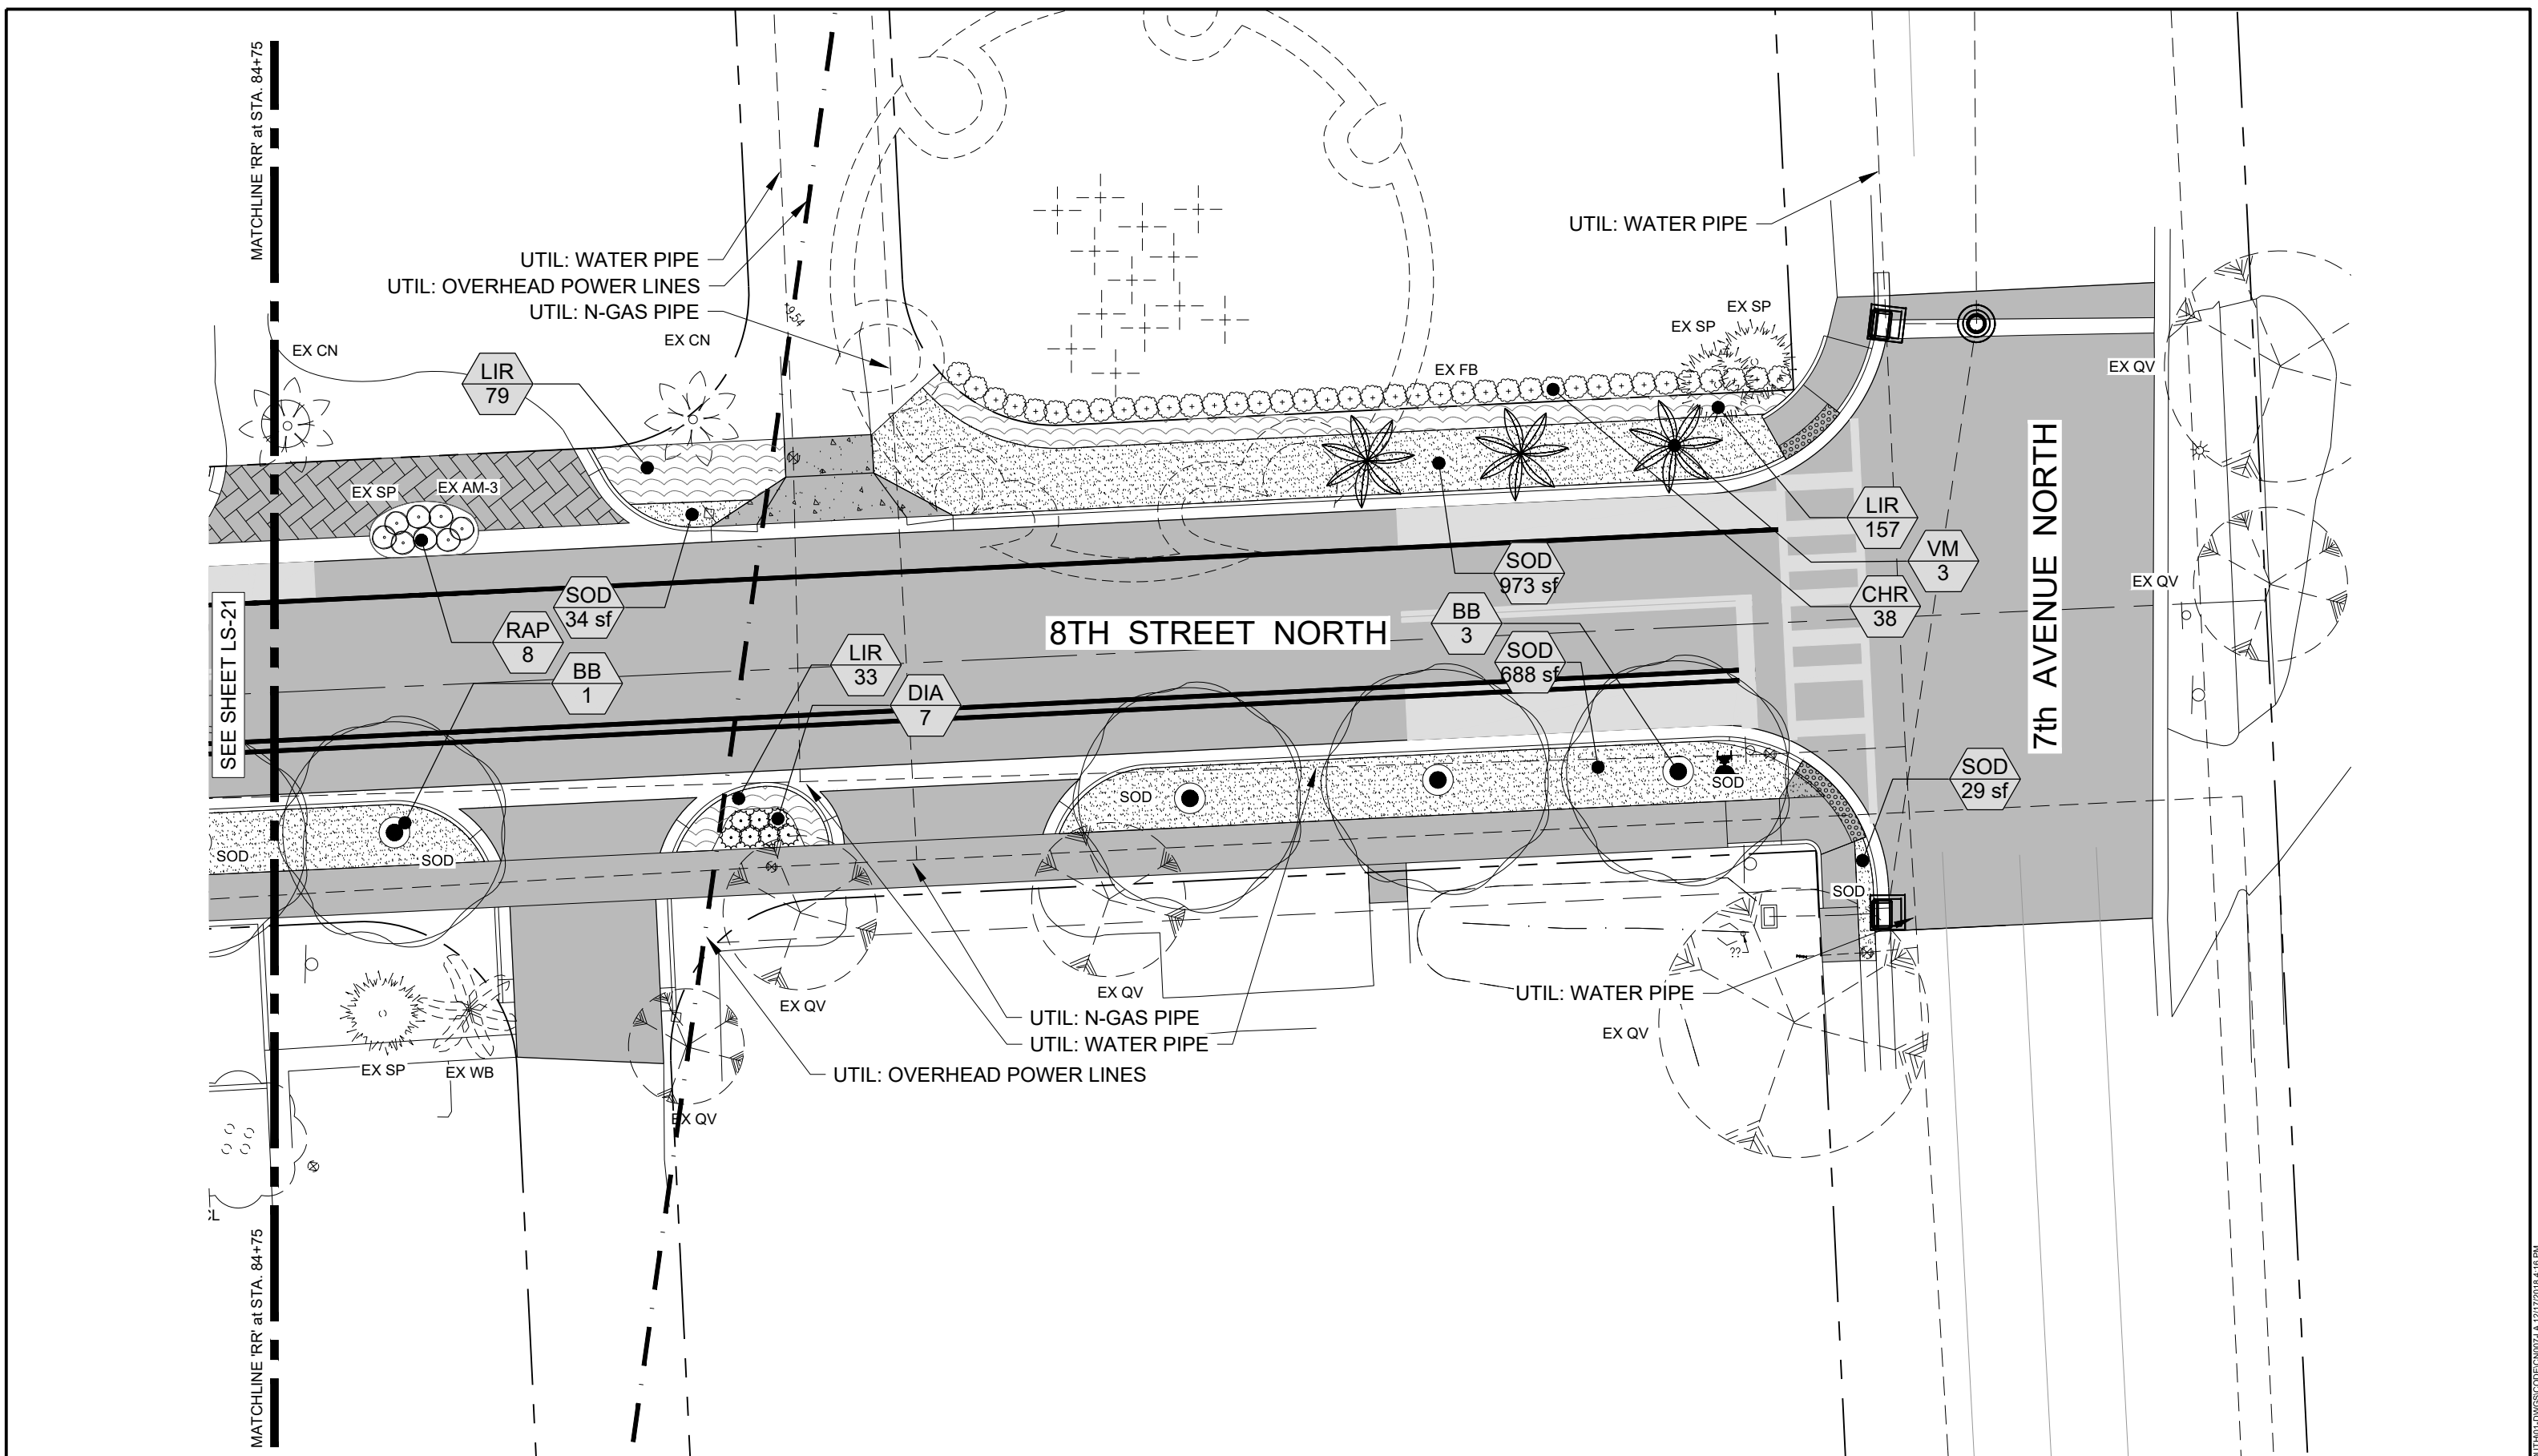 MATCHLINE 'RR' at STA. 84+75
UTIL: WATER PIPE
UTIL: OVERHEAD POWER LINES
UTIL: N-GAS PIPE
UTIL: WATER PIPE
EX CN
EX CN
9.54
EX SP
EX SP
EX FB
EX QV
LIR
79
EX SP
EX AM-3
LIR
157
VM
3
CHR
38
SOD
973 sf
SOD
34 sf
RAP
8
BB
1
8TH STREET NORTH
BB
3
SOD
688 sf
LIR
33
DIA
7
7th AVENUE NORTH
EX QV
SEE SHEET LS-21
SOD
29 sf
SOD
SOD
SOD
SOD
SOD
??
EX QV
EX QV
UTIL: WATER PIPE
EX QV
UTIL: N-GAS PIPE
UTIL: WATER PIPE
UTIL: OVERHEAD POWER LINES
EX SP
EX WB
EX QV
CL
MATCHLINE 'RR' at STA. 84+75